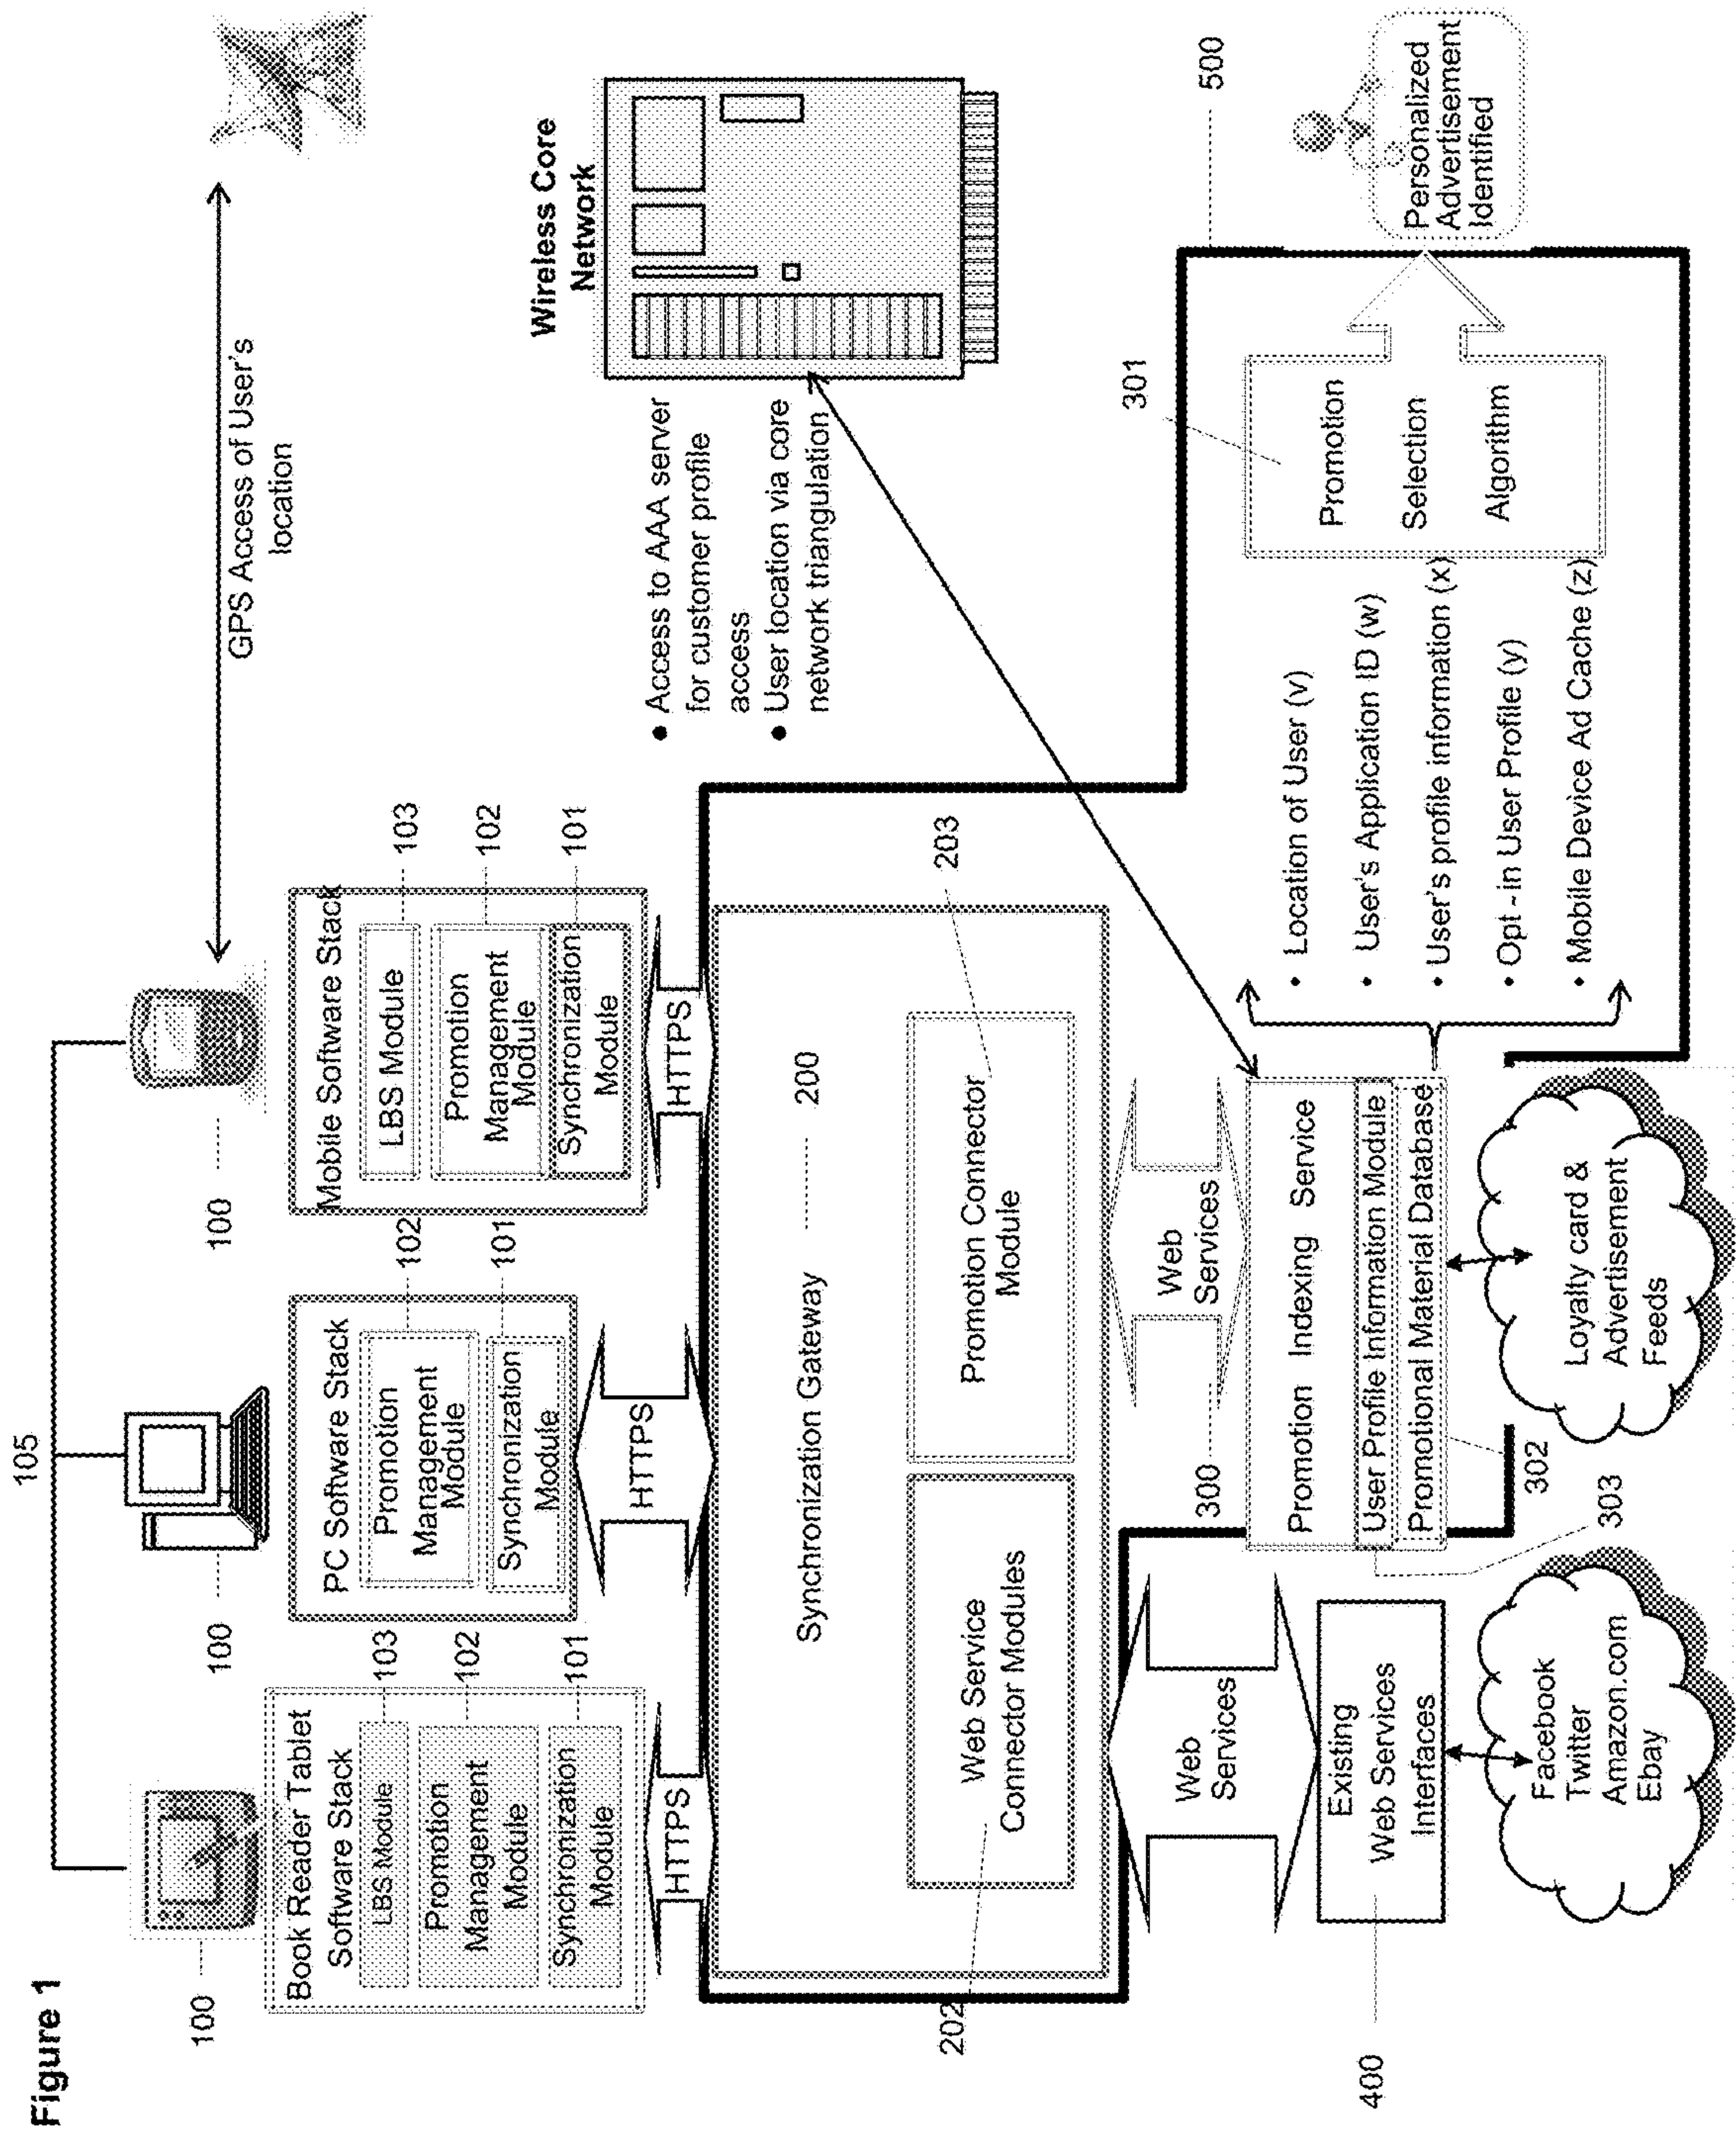 Figure 1
105
100
100
100
GPS Access of User's
location
Book Reader Tablet
Software Stack
LBS Module
Promotion
Management
Module
Synchronization
Module
103
102
101
PC Software Stack
Promotion
Management
Module
Synchronization
Module
102
101
Mobile Software Stack
LBS Module
Promotion
Management
Module
Synchronization
Module
103
102
101
Wireless Core
Network
• Access to AAA server
for customer profile
access
• User location via core
network triangulation
HTTPS
HTTPS
HTTPS
Synchronization Gateway
200
Web Service
Connector Modules
202
Promotion Connector
Module
203
Web
Services
Web
Services
300
400
Existing
Web Services
Interfaces
Promotion Indexing Service
User Profile Information Module
Promotional Material Database
303
302
Facebook
Twitter
Amazon.com
Ebay
Loyalty card &
Advertisement
Feeds
• Location of User (v)
• User's Application ID (w)
• User's profile information (x)
• Opt-in User Profile (y)
• Mobile Device Ad Cache (z)
301
Promotion
Selection
Algorithm
500
Personalized
Advertisement
Identified